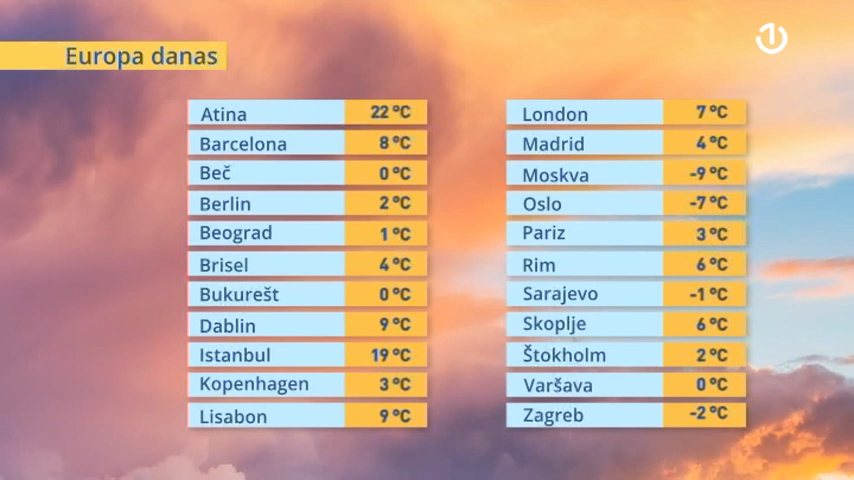 Europa danas
Atina 22 °C
Barcelona 8 °C
Beč 0 °C
Berlin 2 °C
Beograd 1 °C
Brisel 4 °C
Bukurešt 0 °C
Dablin 9 °C
Istanbul 19 °C
Kopenhagen 3 °C
Lisabon 9 °C
London 7 °C
Madrid 4 °C
Moskva -9 °C
Oslo -7 °C
Pariz 3 °C
Rim 6 °C
Sarajevo -1 °C
Skoplje 6 °C
Štokholm 2 °C
Varšava 0 °C
Zagreb -2 °C
1